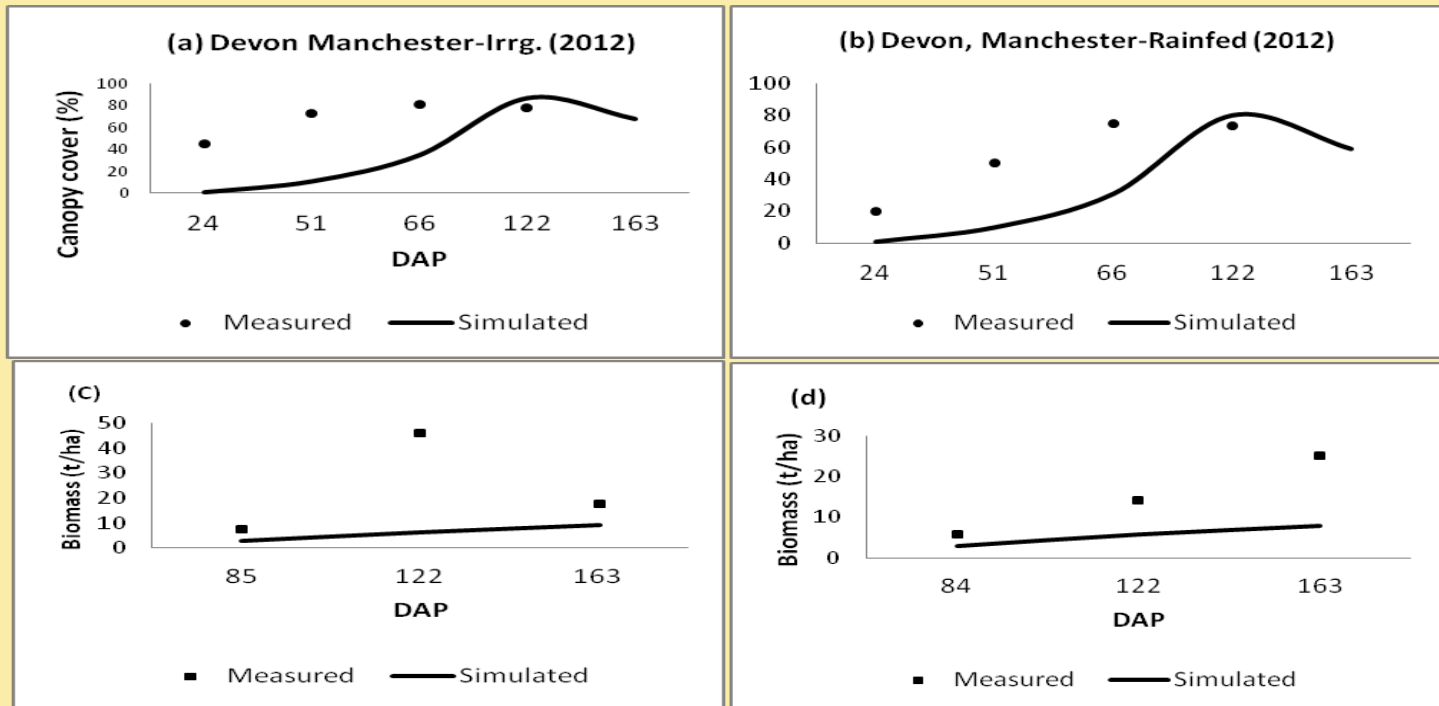 (a) Devon Manchester-Irrg. (2012)
Canopy cover (%)
100
80
60
40
20
0
24 51 66 122 163
DAP
Measured Simulated
(b) Devon, Manchester-Rainfed (2012)
100
80
60
40
20
0
24 51 66 122 163
Measured Simulated
(c)
Biomass (t/ha)
50
40
30
20
10
0
85 122 163
DAP
Measured Simulated
(d)
Biomass (t/ha)
30
20
10
0
84 122 163
DAP
Measured Simulated